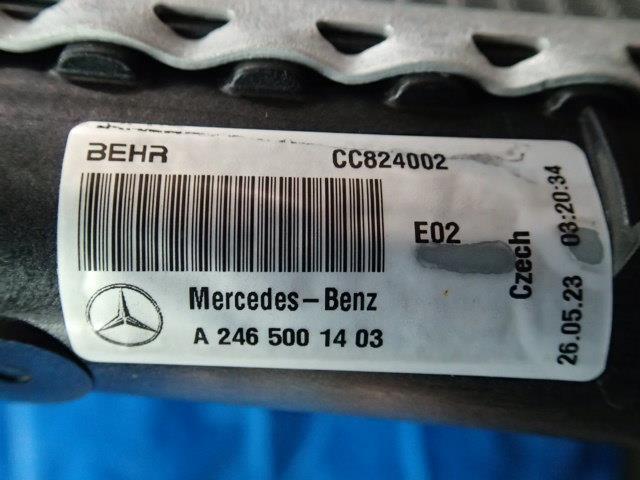 BEHR CC824002
E02
Mercedes-Benz
A 246 500 14 03
Czech
26.05.23 03:20:34